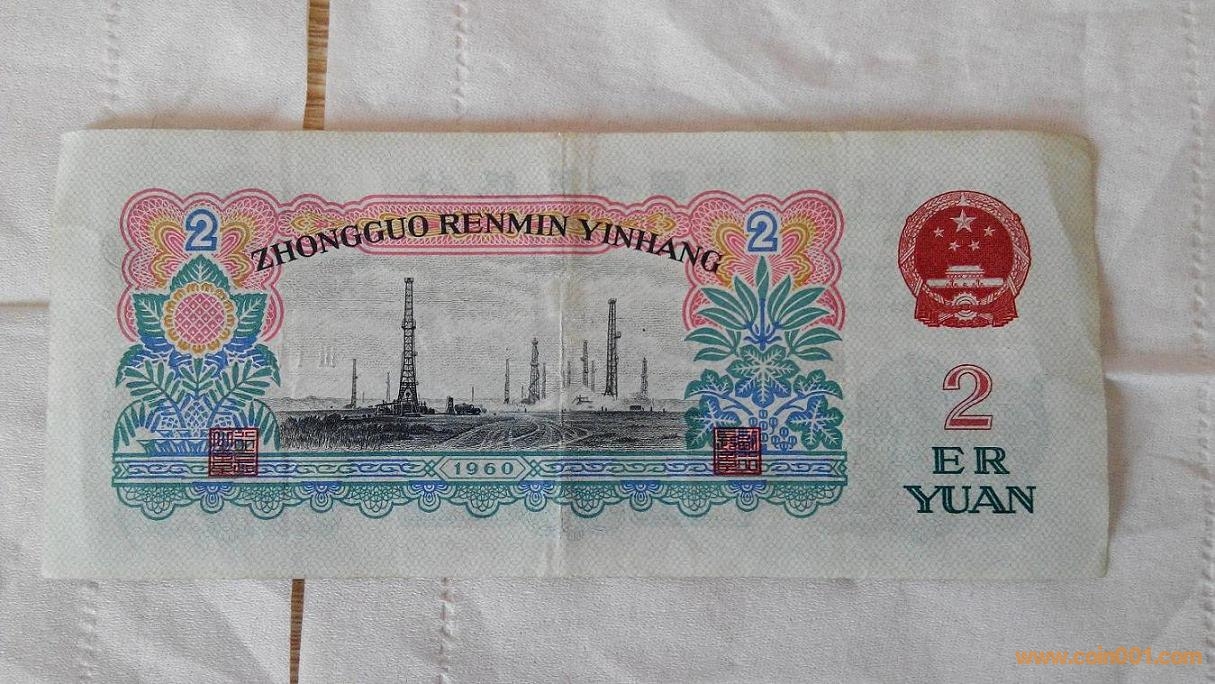 2
2
ZHONGGUO RENMIN YINHANG
1960
2
ER
YUAN
www.coin001.com